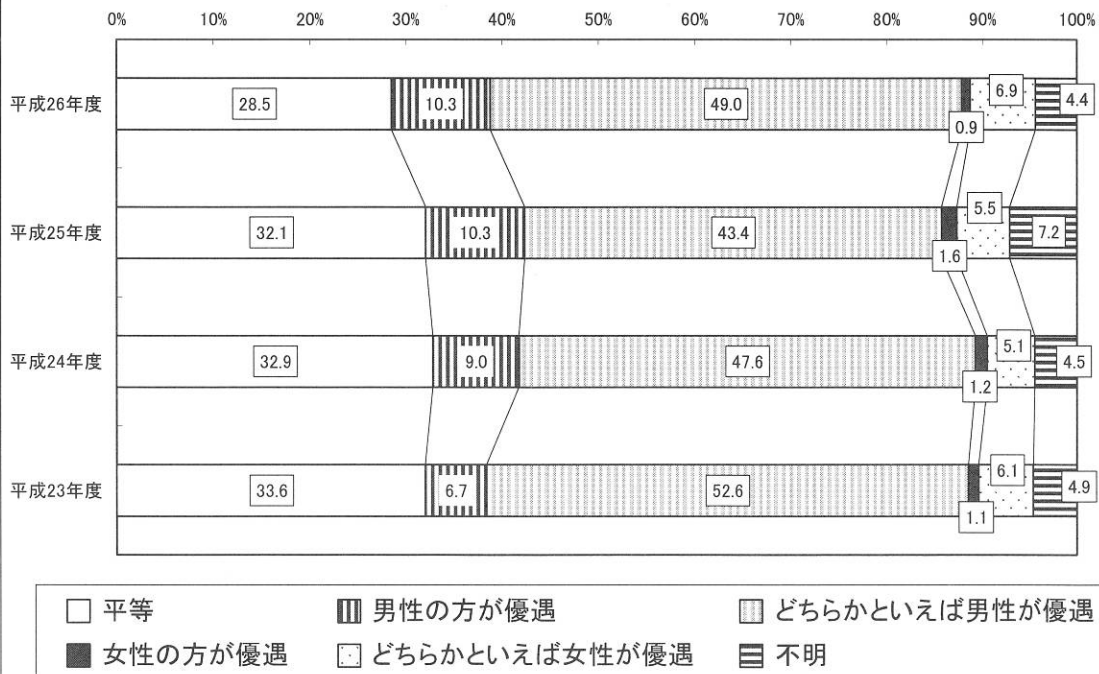 0% 10% 20% 30% 40% 50% 60% 70% 80% 90% 100%
平成26年度 28.5 10.3 49.0 0.9 6.9 4.4
平成25年度 32.1 10.3 43.4 1.6 5.5 7.2
平成24年度 32.9 9.0 47.6 1.2 5.1 4.5
平成23年度 33.6 6.7 52.6 1.1 6.1 4.9
平等 男性の方が優遇 どちらかといえば男性が優遇
女性の方が優遇 どちらかといえば女性が優遇 不明